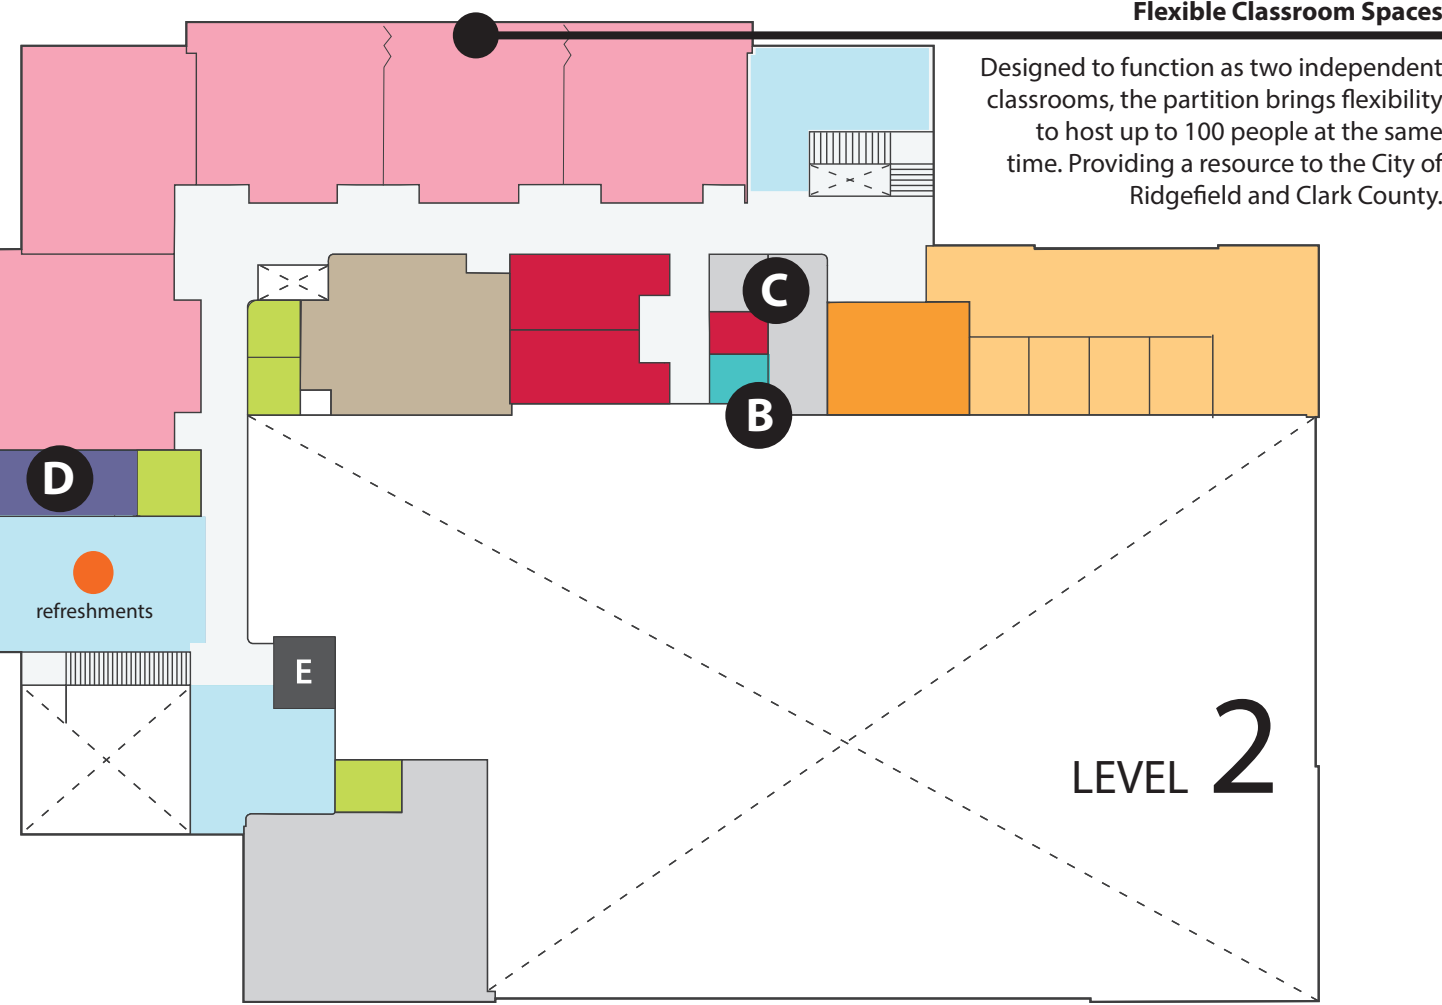 Flexible Classroom Spaces
Designed to function as two independent
classrooms, the partition brings flexibility
to host up to 100 people at the same
time. Providing a resource to the City of
Ridgefield and Clark County.
C
B
D
refreshments
E
LEVEL 2